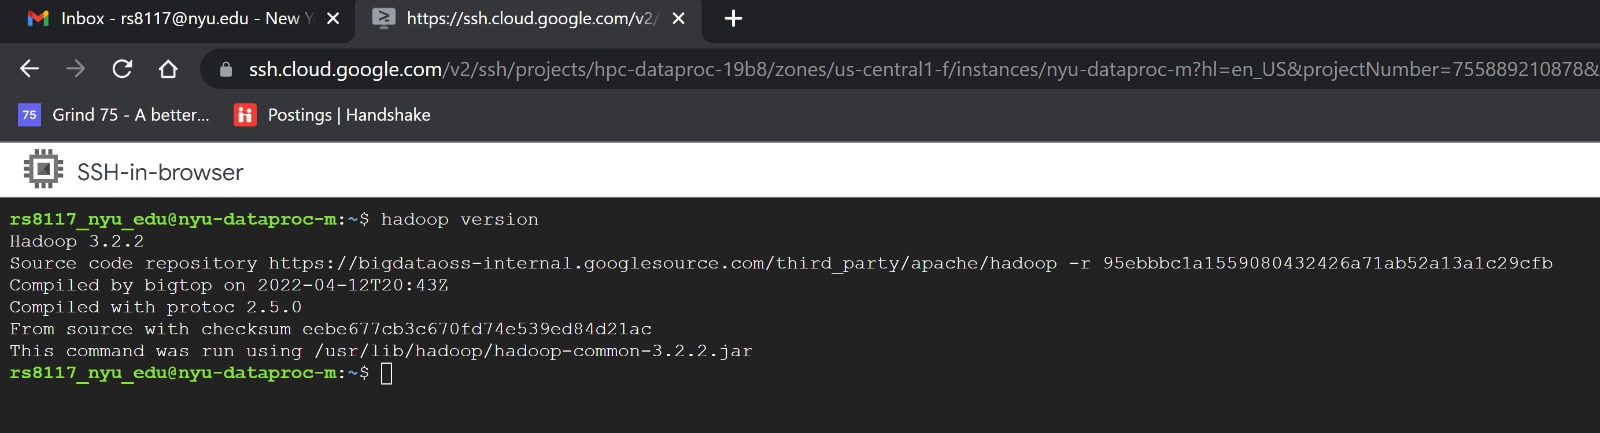 Inbox - rs8117@nyu.edu - New Y
https://ssh.cloud.google.com/v2/
ssh.cloud.google.com/v2/ssh/projects/hpc-dataproc-19b8/zones/us-central1-f/instances/nyu-dataproc-m?hl=en_US&projectNumber=755889210878&
75 Grind 75 - A better... Postings | Handshake
SSH-in-browser
rs8117_nyu_edu@nyu-dataproc-m:~$ hadoop version
Hadoop 3.2.2
Source code repository https://bigdataoss-internal.googlesource.com/third_party/apache/hadoop -r 95ebbbc1a1559080432426a71ab52a13a1c29cfb
Compiled by bigtop on 2022-04-12T20:43Z
Compiled with protoc 2.5.0
From source with checksum eebe677cb3c670fd74e539ed84d21ac
This command was run using /usr/lib/hadoop/hadoop-common-3.2.2.jar
rs8117_nyu_edu@nyu-dataproc-m:~$